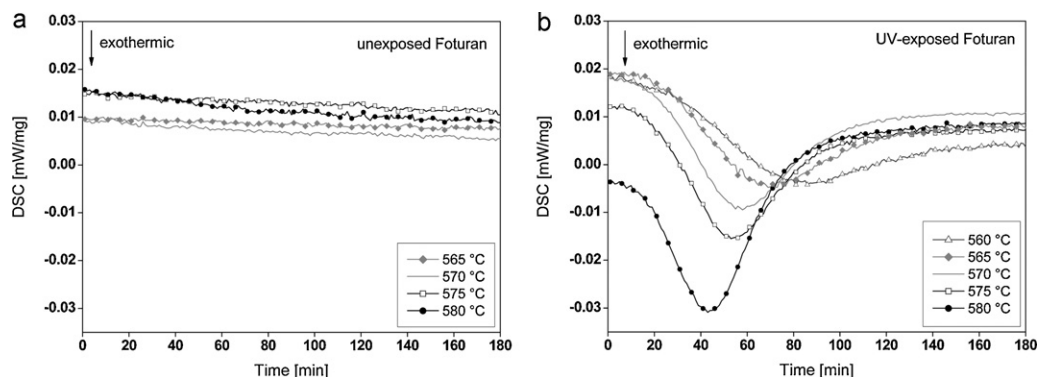 a
exothermic
unexposed Foturan
0.03
0.02
0.01
0.00
-0.01
-0.02
-0.03
DSC [mW/mg]
565 °C
570 °C
575 °C
580 °C
0 20 40 60 80 100 120 140 160 180
Time [min]
b
exothermic
UV-exposed Foturan
0.03
0.02
0.01
0.00
-0.01
-0.02
-0.03
DSC [mW/mg]
560 °C
565 °C
570 °C
575 °C
580 °C
0 20 40 60 80 100 120 140 160 180
Time [min]